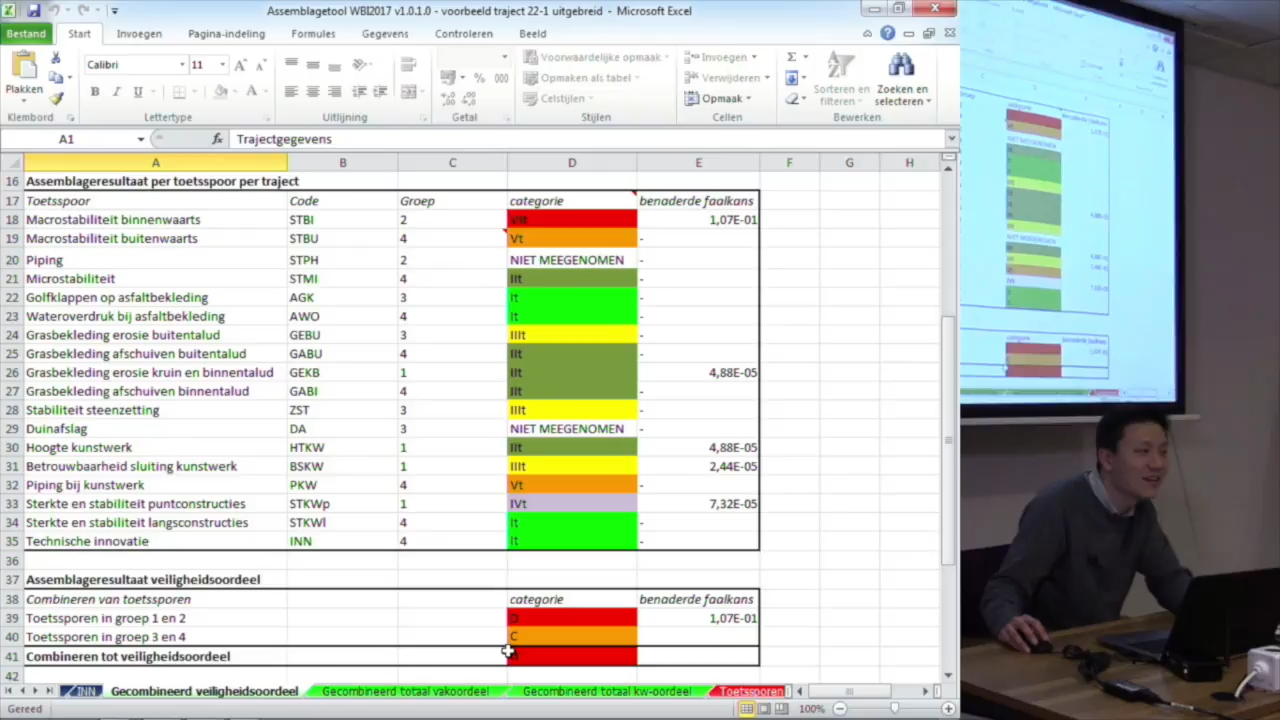 Assemblagetool WBI2017 v1.0.1.0 - voorbeeld traject 22-1 uitgebreid - Microsoft Excel
Bestand Start Invoegen Pagina-indeling Formules Gegevens Controleren Beeld
Calibri 11 Voorwaardelijke opmaak Invoegen Σ
Plakken B I U % 000 Opmaken als tabel Verwijderen Sorteren en filteren Zoeken en selecteren
Celstijlen Opmaak
Klembord Lettertype Uitlijning Getal Stijlen Cellen Bewerken
A1 fx Trajectgegevens
A B C D E F G H
16 Assemblageresultaat per toetsspoor per traject
17 Toetsspoor Code Groep categorie benaderde faalkans
18 Macrostabiliteit binnenwaarts STBI 2 VIt 1,07E-01
19 Macrostabiliteit buitenwaarts STBU 4 Vt -
20 Piping STPH 2 NIET MEEGENOMEN -
21 Microstabiliteit STMI 4 IIt -
22 Golfklappen op asfaltbekleding AGK 3 It -
23 Wateroverdruk bij asfaltbekleding AWO 4 It -
24 Grasbekleding erosie buitentalud GEBU 3 IIIt -
25 Grasbekleding afschuiven buitentalud GABU 4 IIt -
26 Grasbekleding erosie kruin en binnentalud GEKB 1 IIt 4,88E-05
27 Grasbekleding afschuiven binnentalud GABI 4 IIt -
28 Stabiliteit steenzetting ZST 3 IIIt -
29 Duinafslag DA 3 NIET MEEGENOMEN -
30 Hoogte kunstwerk HTKW 1 IIt 4,88E-05
31 Betrouwbaarheid sluiting kunstwerk BSKW 1 IIIt 2,44E-05
32 Piping bij kunstwerk PKW 4 Vt -
33 Sterkte en stabiliteit puntconstructies STKWp 1 IVt 7,32E-05
34 Sterkte en stabiliteit langsconstructies STKWl 4 It -
35 Technische innovatie INN 4 It -
36
37 Assemblageresultaat veiligheidsoordeel
38 Combineren van toetssporen categorie benaderde faalkans
39 Toetssporen in groep 1 en 2 D 1,07E-01
40 Toetssporen in groep 3 en 4 C
41 Combineren tot veiligheidsoordeel
42
INN Gecombineerd veiligheidsoordeel Gecombineerd totaal vakoordeel Gecombineerd totaal kw-oordeel Toetssporen
Gereed 100%